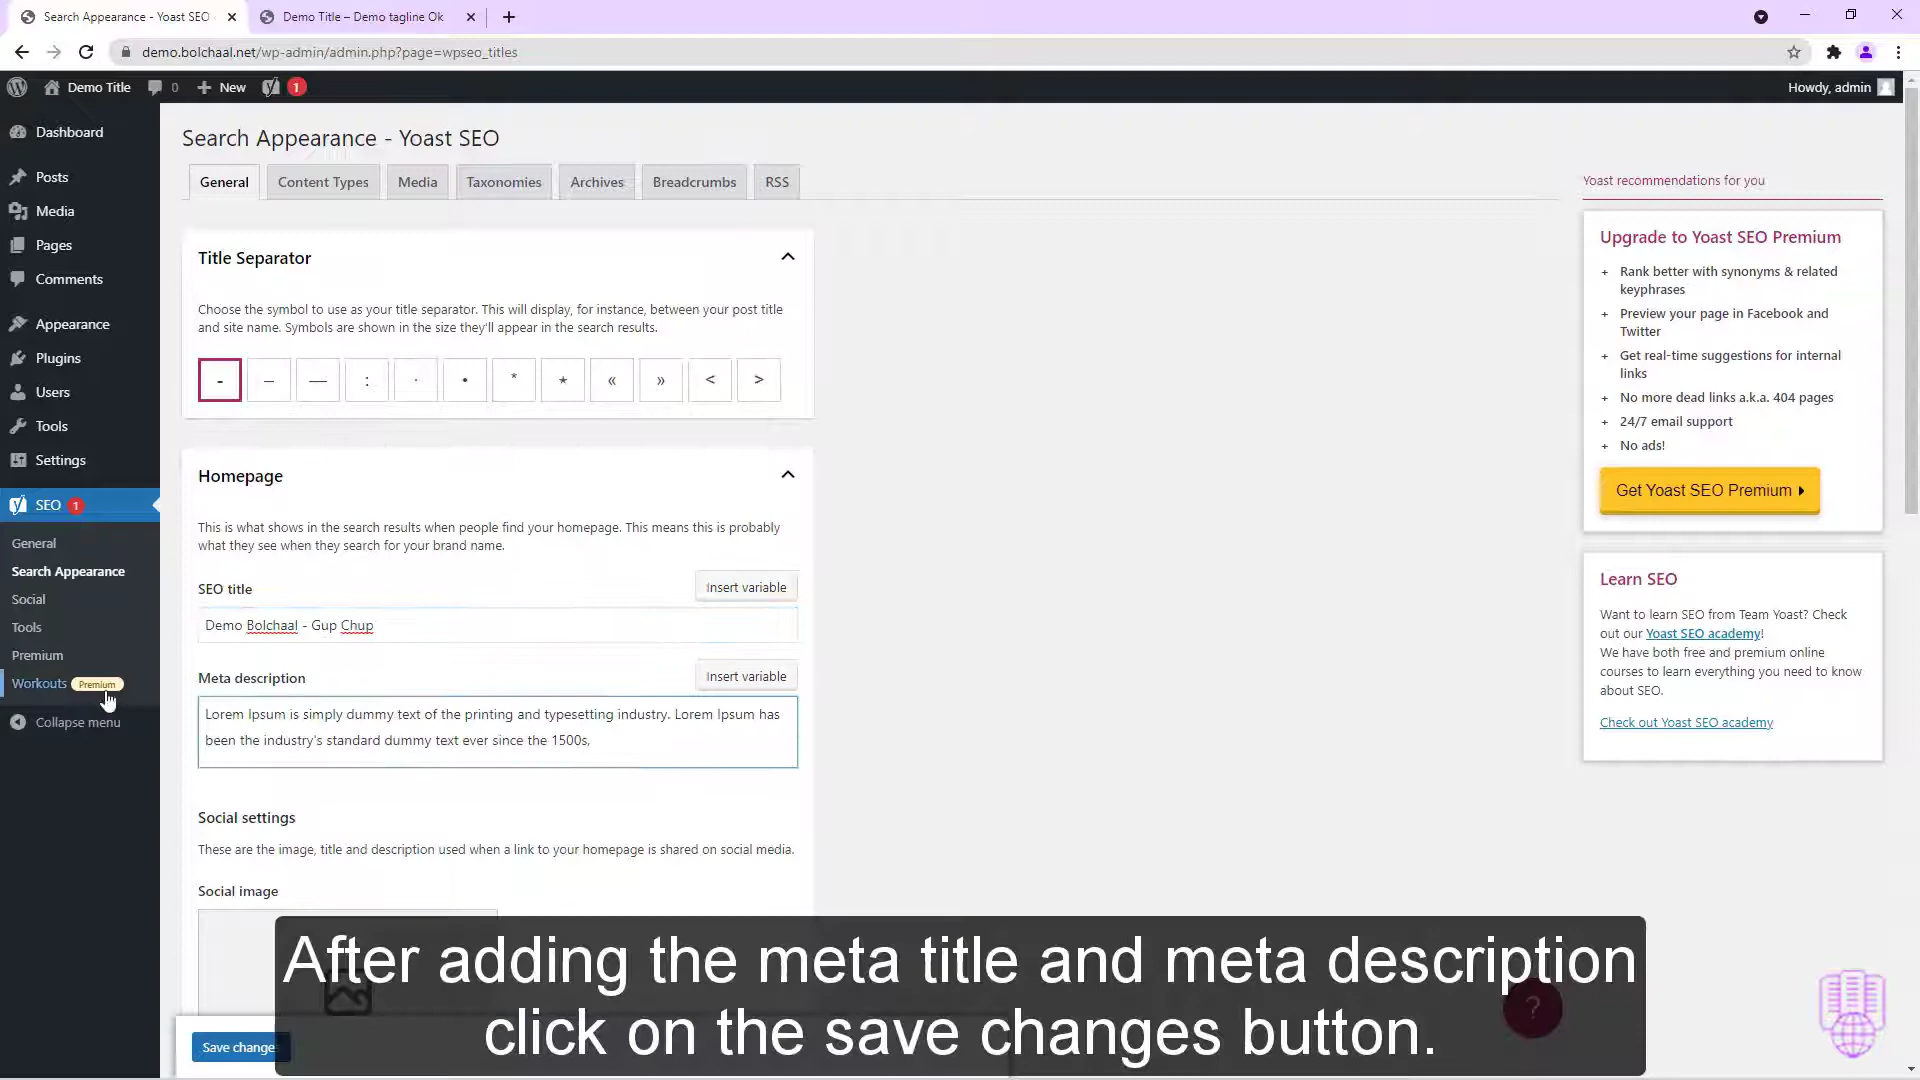 Search Appearance - Yoast SEO
Demo Title – Demo tagline Ok
demo.bolchaal.net/wp-admin/admin.php?page=wpseo_titles
Demo Title
0
New
1
Howdy, admin
Dashboard
Posts
Media
Pages
Comments
Appearance
Plugins
Users
Tools
Settings
SEO 1
General
Search Appearance
Social
Tools
Premium
Workouts Premium
Collapse menu
Search Appearance - Yoast SEO
General
Content Types
Media
Taxonomies
Archives
Breadcrumbs
RSS
Title Separator
Choose the symbol to use as your title separator. This will display, for instance, between your post title
and site name. Symbols are shown in the size they'll appear in the search results.
- – — : · • * ⋆ « » < >
Homepage
This is what shows in the search results when people find your homepage. This means this is probably
what they see when they search for your brand name.
SEO title
Insert variable
Demo Bolchaal - Gup Chup
Meta description
Insert variable
Lorem Ipsum is simply dummy text of the printing and typesetting industry. Lorem Ipsum has
been the industry's standard dummy text ever since the 1500s,
Social settings
These are the image, title and description used when a link to your homepage is shared on social media.
Social image
Save change
Yoast recommendations for you
Upgrade to Yoast SEO Premium
+ Rank better with synonyms & related
keyphrases
+ Preview your page in Facebook and
Twitter
+ Get real-time suggestions for internal
links
+ No more dead links a.k.a. 404 pages
+ 24/7 email support
+ No ads!
Get Yoast SEO Premium
Learn SEO
Want to learn SEO from Team Yoast? Check
out our Yoast SEO academy!
We have both free and premium online
courses to learn everything you need to know
about SEO.
Check out Yoast SEO academy
?
After adding the meta title and meta description
click on the save changes button.